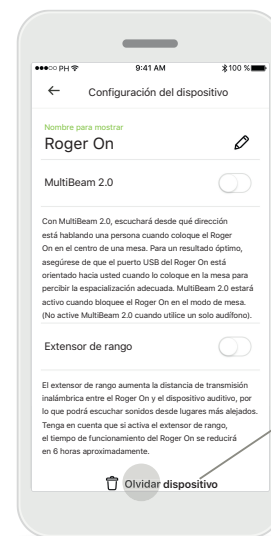 PH 9:41 AM 100 %
Configuración del dispositivo
Nombre para mostrar
Roger On
MultiBeam 2.0
Con MultiBeam 2.0, escuchará desde qué dirección
está hablando una persona cuando coloque el Roger
On en el centro de una mesa. Para un resultado óptimo,
asegúrese de que el puerto USB del Roger On está
orientado hacia usted cuando lo coloque en la mesa para
percibir la espacialización adecuada. MultiBeam 2.0 estará
activo cuando bloquee el Roger On en el modo de mesa.
(No active MultiBeam 2.0 cuando utilice un solo audífono).
Extensor de rango
El extensor de rango aumenta la distancia de transmisión
inalámbrica entre el Roger On y el dispositivo auditivo, por
lo que podrá escuchar sonidos desde lugares más alejados.
Tenga en cuenta que si activa el extensor de rango,
el tiempo de funcionamiento del Roger On se reducirá
en 6 horas aproximadamente.
Olvidar dispositivo